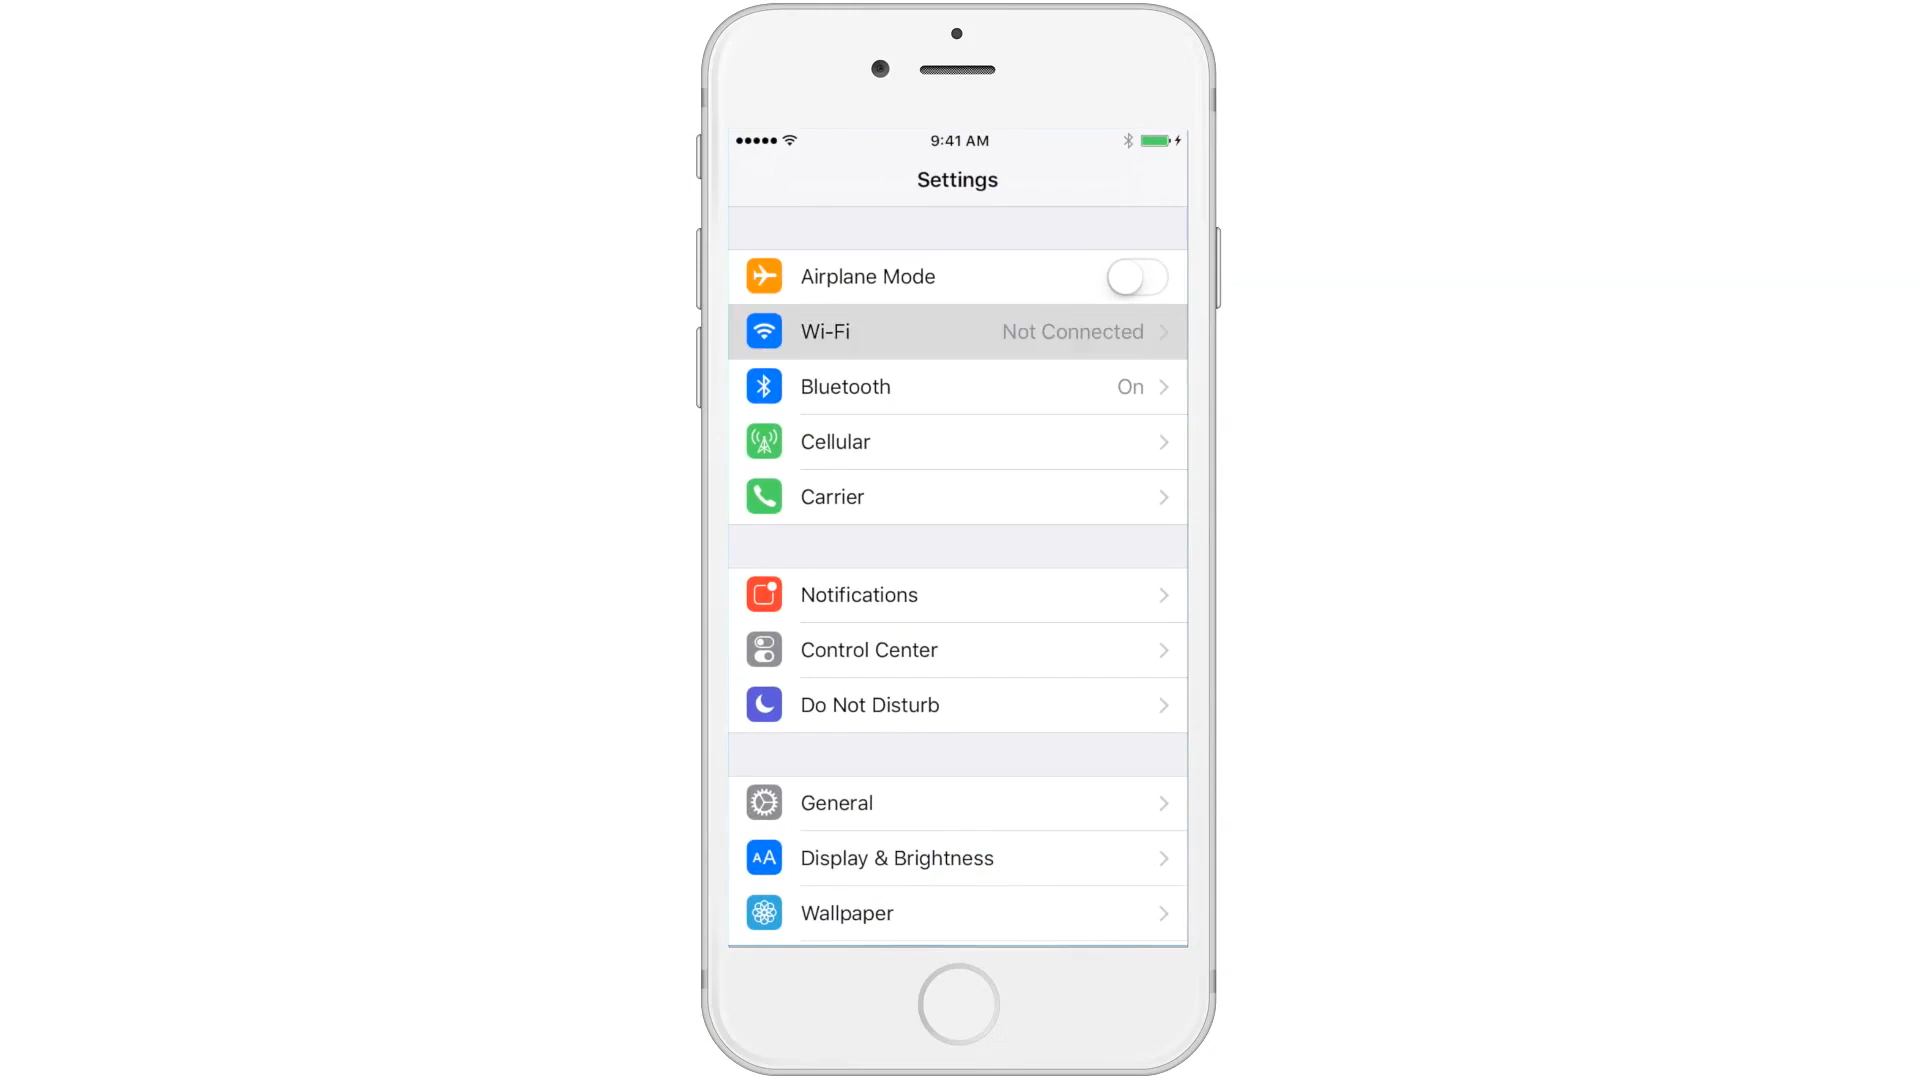 9:41 AM
Settings
Airplane Mode
Wi-Fi Not Connected
Bluetooth On
Cellular
Carrier
Notifications
Control Center
Do Not Disturb
General
AA Display & Brightness
Wallpaper